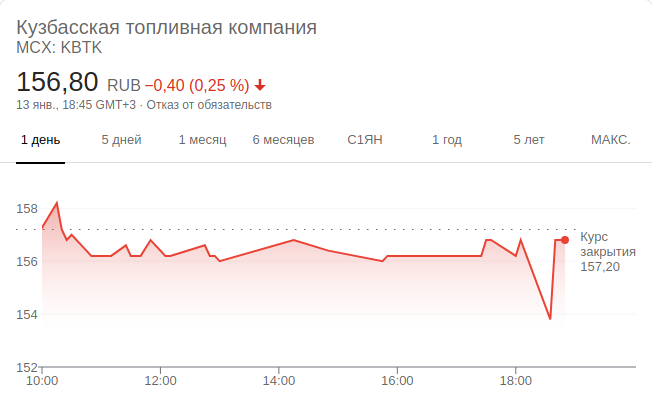 Кузбасская топливная компания
MCX: KBTK
156,80 RUB −0,40 (0,25 %)
13 янв., 18:45 GMT+3 · Отказ от обязательств
1 день 5 дней 1 месяц 6 месяцев С1ЯН 1 год 5 лет МАКС.
158
156
154
152
Курс
закрытия
157,20
10:00 12:00 14:00 16:00 18:00